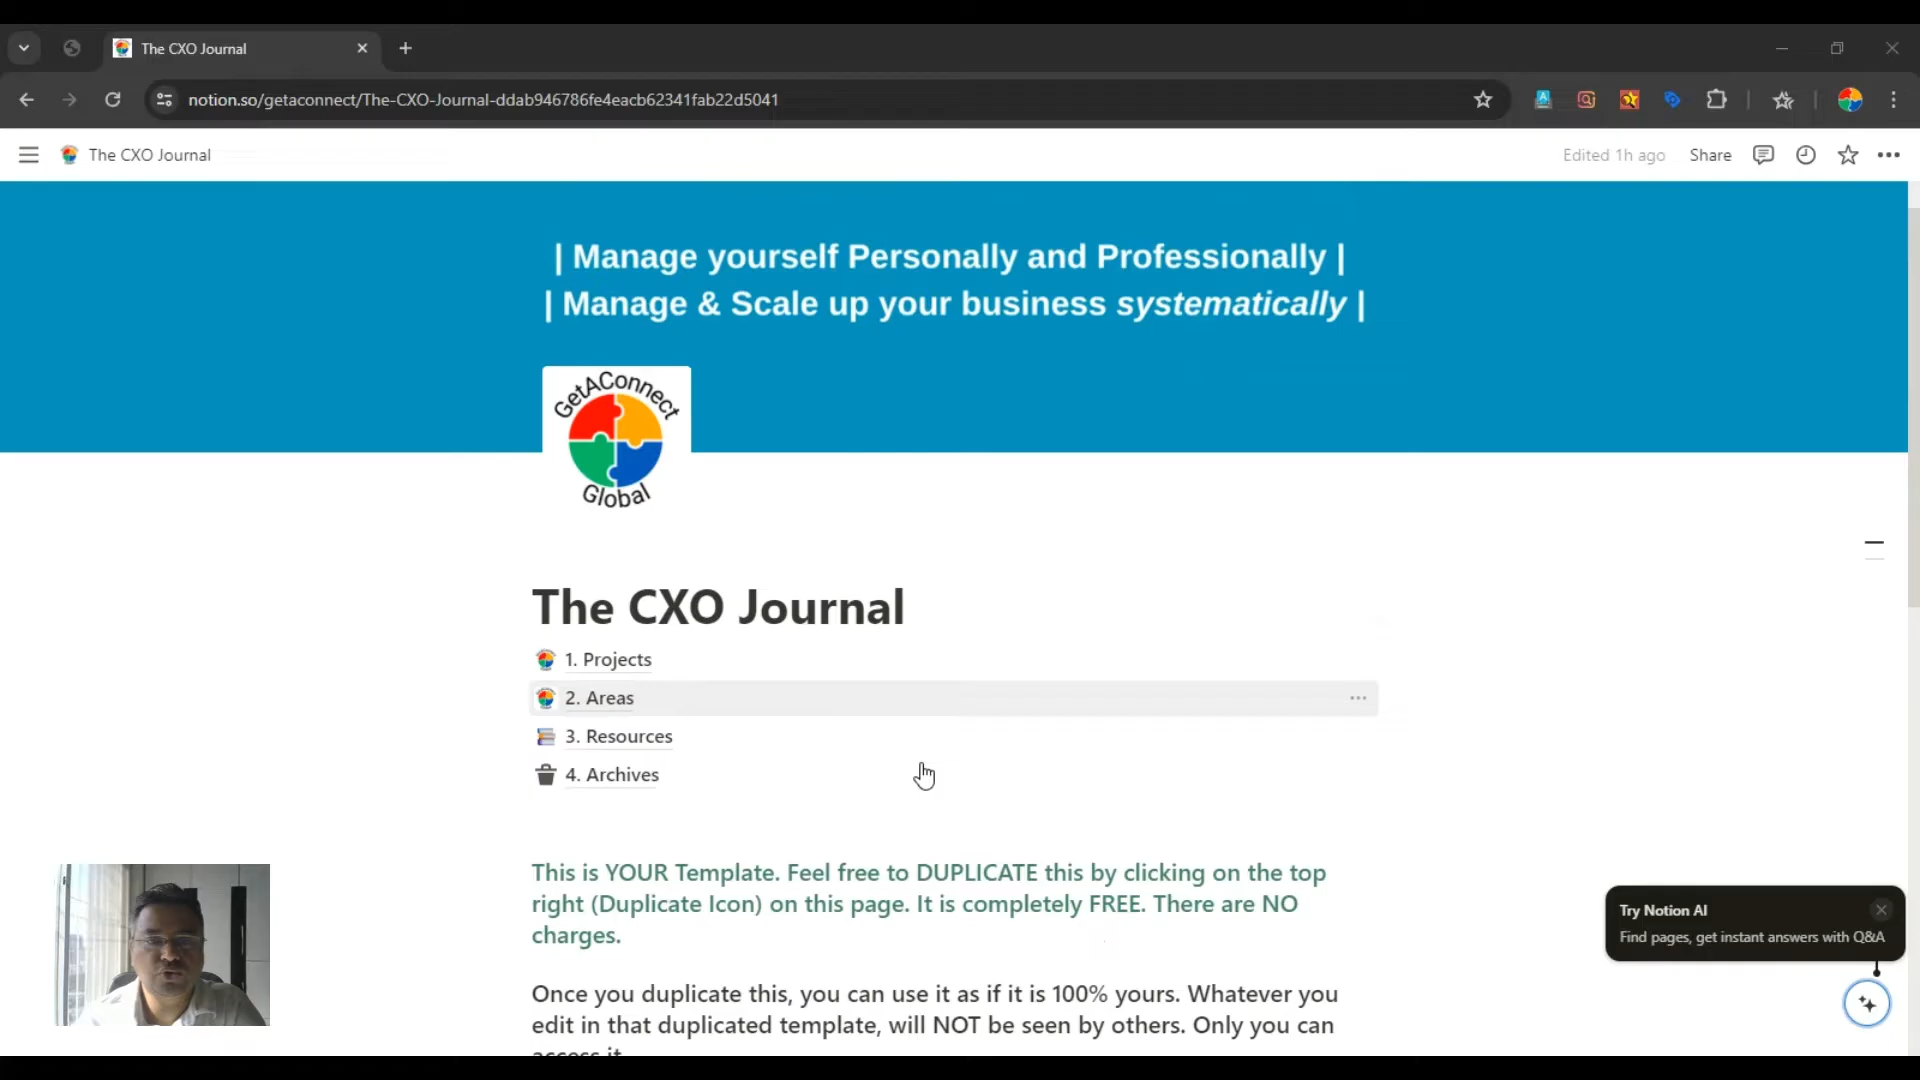 The CXO Journal
notion.so/getaconnect/The-CXO-Journal-ddab946786fe4eacb62341fab22d5041
The CXO Journal
Edited 1h ago
Share
| Manage yourself Personally and Professionally |
| Manage & Scale up your business systematically |
GetAConnect
Global
The CXO Journal
1. Projects
2. Areas
3. Resources
4. Archives
This is YOUR Template. Feel free to DUPLICATE this by clicking on the top
right (Duplicate Icon) on this page. It is completely FREE. There are NO
charges.
Try Notion AI
Find pages, get instant answers with Q&A
Once you duplicate this, you can use it as if it is 100% yours. Whatever you
edit in that duplicated template, will NOT be seen by others. Only you can
access it